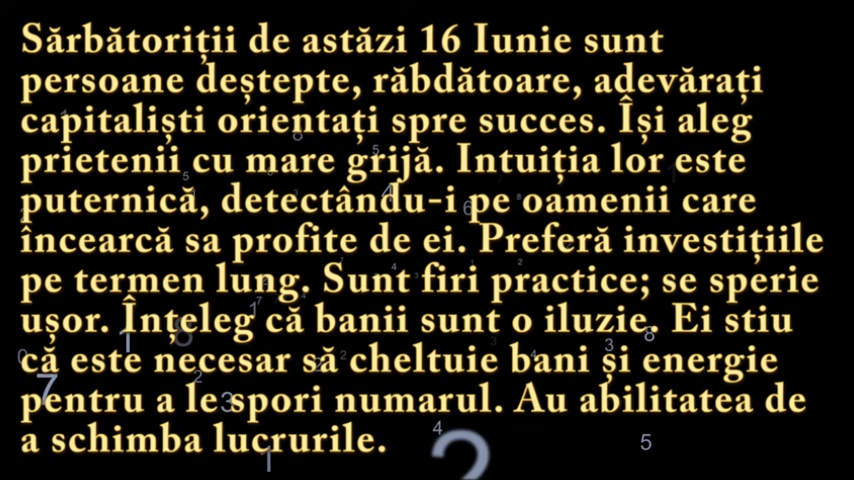 Sărbătoriții de astăzi 16 Iunie sunt
persoane deștepte, răbdătoare, adevărați
capitaliști orientați spre succes. Își aleg
prietenii cu mare grijă. Intuiția lor este
puternică, detectându-i pe oamenii care
încearcă sa profite de ei. Preferă investițiile
pe termen lung. Sunt firi practice; se sperie
ușor. Înțeleg că banii sunt o iluzie. Ei stiu
că este necesar să cheltuie bani și energie
pentru a le spori numarul. Au abilitatea de
a schimba lucrurile.